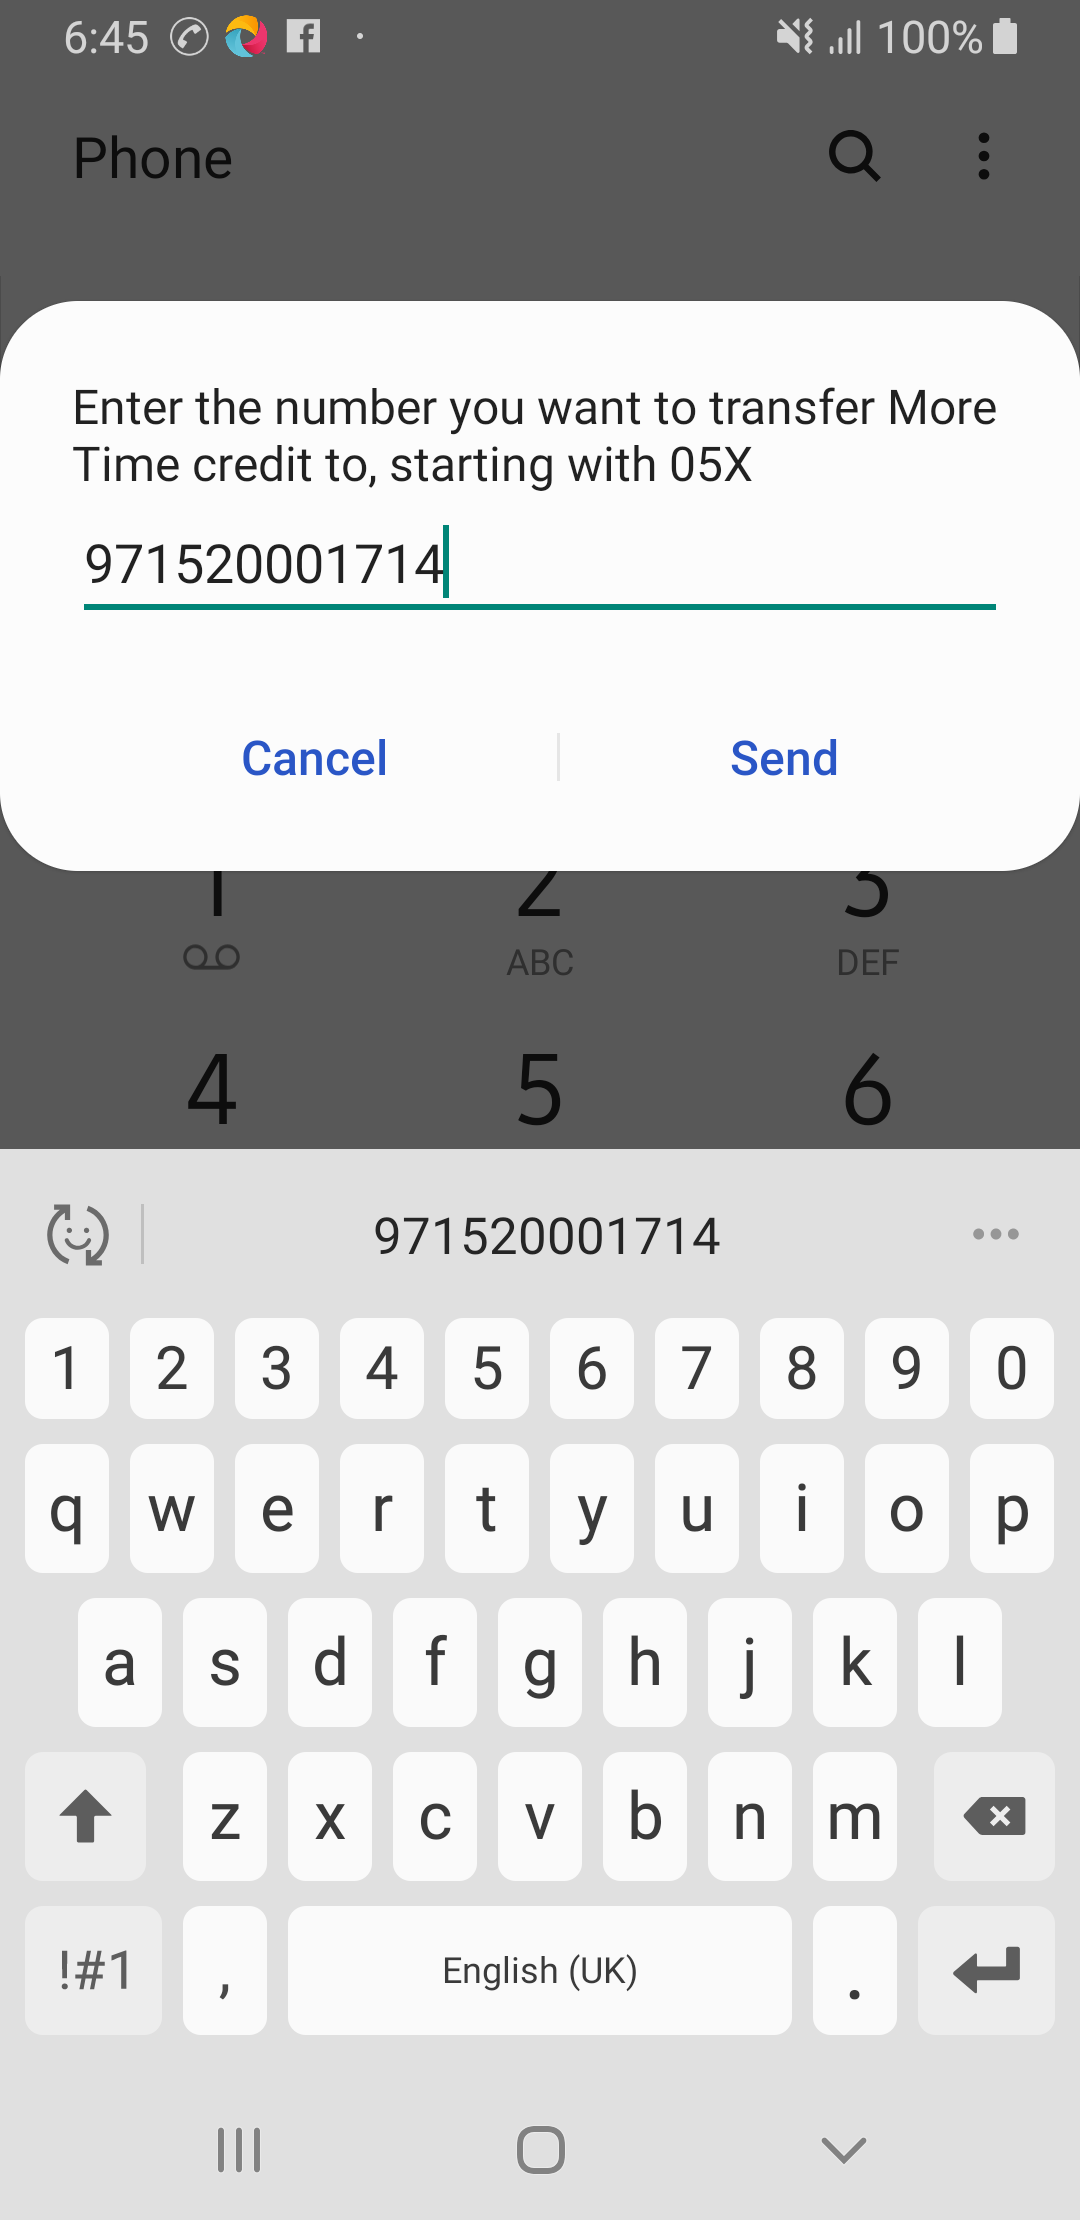 6:45 100%
Phone
Enter the number you want to transfer More
Time credit to, starting with 05X
971520001714
Cancel Send
1 2 3
ABC DEF
4 5 6
971520001714
1 2 3 4 5 6 7 8 9 0
q w e r t y u i o p
a s d f g h j k l
z x c v b n m
!#1 , English (UK) .